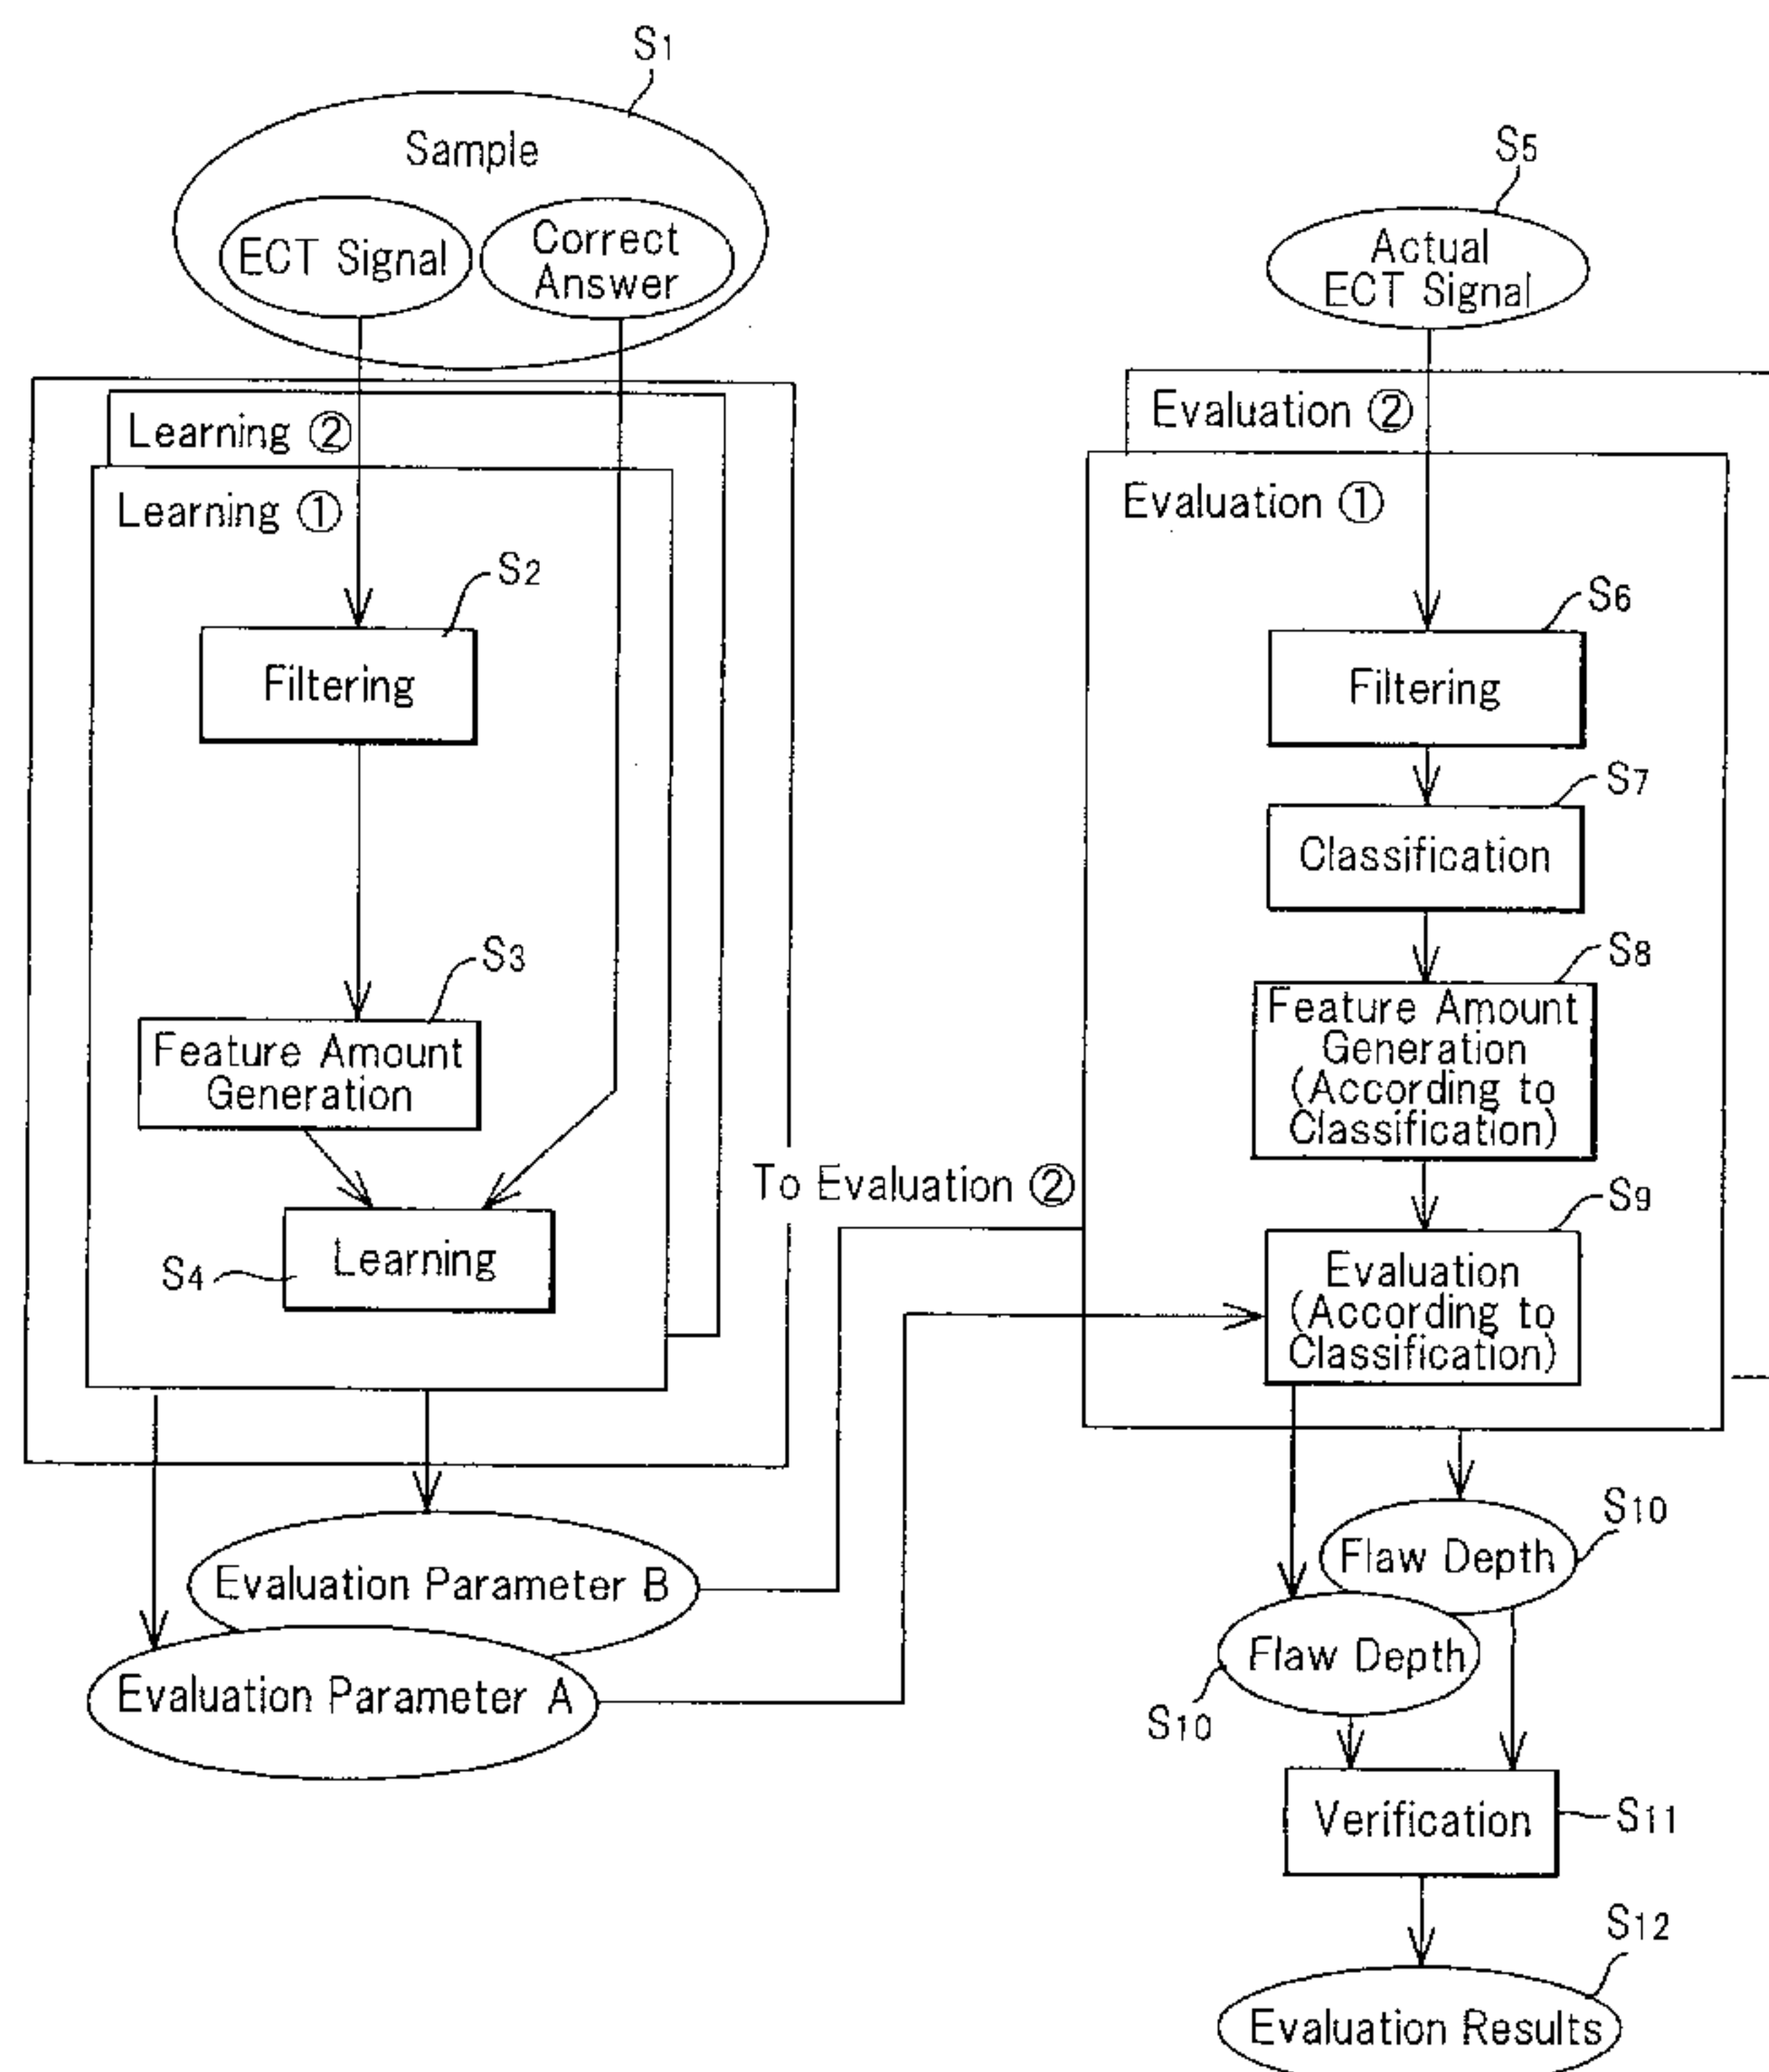 S1
Sample
ECT Signal
Correct
Answer
Learning ②
Learning ①
S2
Filtering
S3
Feature Amount
Generation
S4
Learning
Evaluation Parameter B
Evaluation Parameter A
To Evaluation ②
S5
Actual
ECT Signal
Evaluation ②
Evaluation ①
S6
Filtering
S7
Classification
S8
Feature Amount
Generation
(According to
Classification)
S9
Evaluation
(According to
Classification)
S10
Flaw Depth
Flaw Depth
S10
Verification
S11
S12
Evaluation Results